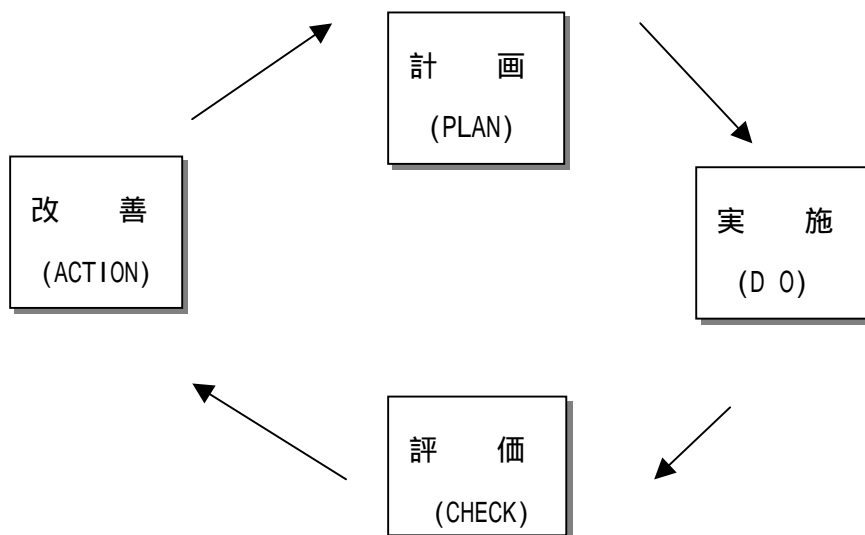 計　画
(PLAN)
改　善
(ACTION)
実　施
(D O)
評　価
(CHECK)